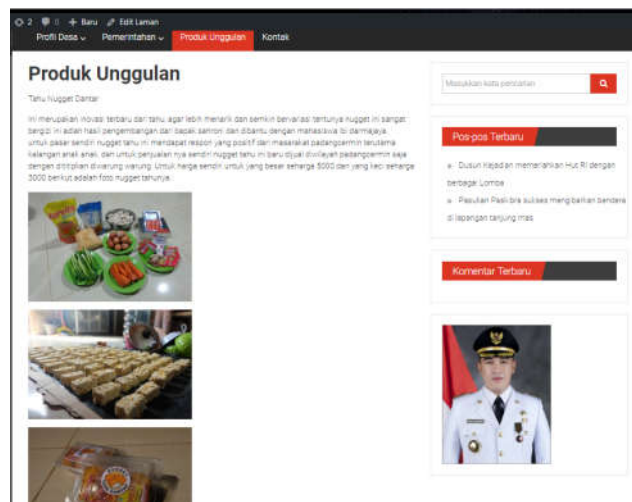 2 0 + Baru Edit Laman
Profil Desa Pemerintahan Produk Unggulan Kontak
Produk Unggulan
Tahu Nugget Dantar
Ini merupakan inovasi terbaru dari tahu agar lebih menarik dan semkin bervariasi tentunya nugget ini sangat
bergizi ini adlah hasil pengembangan dari bapak samroni dan dibantu dengan mahasiswa ibi darmajaya,
untuk pasar sendiri nugget tahu ini mendapat respon yang positif dari masarakat padangcermin terutama
kalangan anak anak, dan untuk penjualan nya sendiri nugget tahu ini baru dijual diwilayah padangcermin saja
dengan dititipkan diwarung warung. Untuk harga sendiri untuk yang besar seharga 8000 dan yang kecil seharga
5000 berikut adalah foto nugget tahunya.
Masukkan kata pencarian
Pos-pos Terbaru
Dusun Kejadian memeriahkan Hut RI dengan
berbagai Lomba
Pasukan Paskibra sukses mengibarkan bendera
di lapangan tanjung mas
Komentar Terbaru